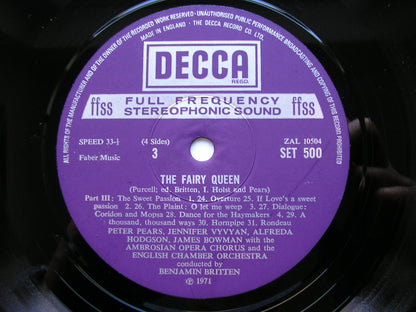 ALL RIGHTS OF THE MANUFACTURER AND OF THE OWNER OF THE RECORDED WORK RESERVED · UNAUTHORISED PUBLIC PERFORMANCE, BROADCASTING AND COPYING OF THIS RECORD PROHIBITED
MADE IN ENGLAND · THE DECCA RECORD CO. LTD.
DECCA
REGD.
ffss FULL FREQUENCY ffss
STEREOPHONIC SOUND
SPEED 33-⅓ (4 Sides) ZAL 10504
Faber Music 3 SET 500
THE FAIRY QUEEN
(Purcell; ed. Britten, I. Holst and Pears)
Part III: The Sweet Passion 1. 24. Overture 25. If Love's a sweet
passion 2. 26. The Plaint: O let me weep 3. 27. Dialogue:
Coridon and Mopsa 28. Dance for the Haymakers 4. 29. A
thousand, thousand ways 30. Hornpipe 31. Rondeau
PETER PEARS, JENNIFER VYVYAN, ALFREDA
HODGSON, JAMES BOWMAN with the
AMBROSIAN OPERA CHORUS and the
ENGLISH CHAMBER ORCHESTRA
conducted by
BENJAMIN BRITTEN
℗ 1971